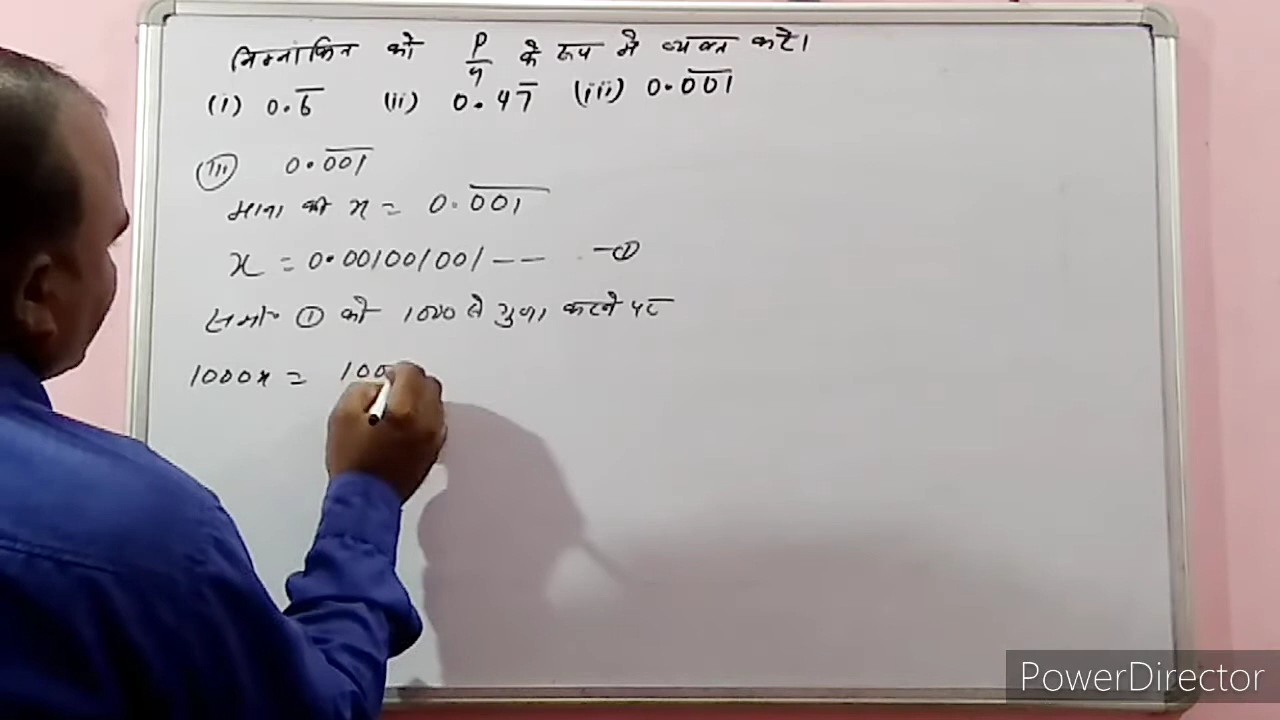 निम्नांकित को p/q के रूप में व्यक्त करें।
(i) 0.6̅ (ii) 0.47̅ (iii) 0.0̅0̅1̅
(iii) 0.0̅0̅1̅
माना की x = 0.0̅0̅1̅
x = 0.001001001--- -①
समी० ① को 1000 से गुणा करने पर
1000x = 100
PowerDirector